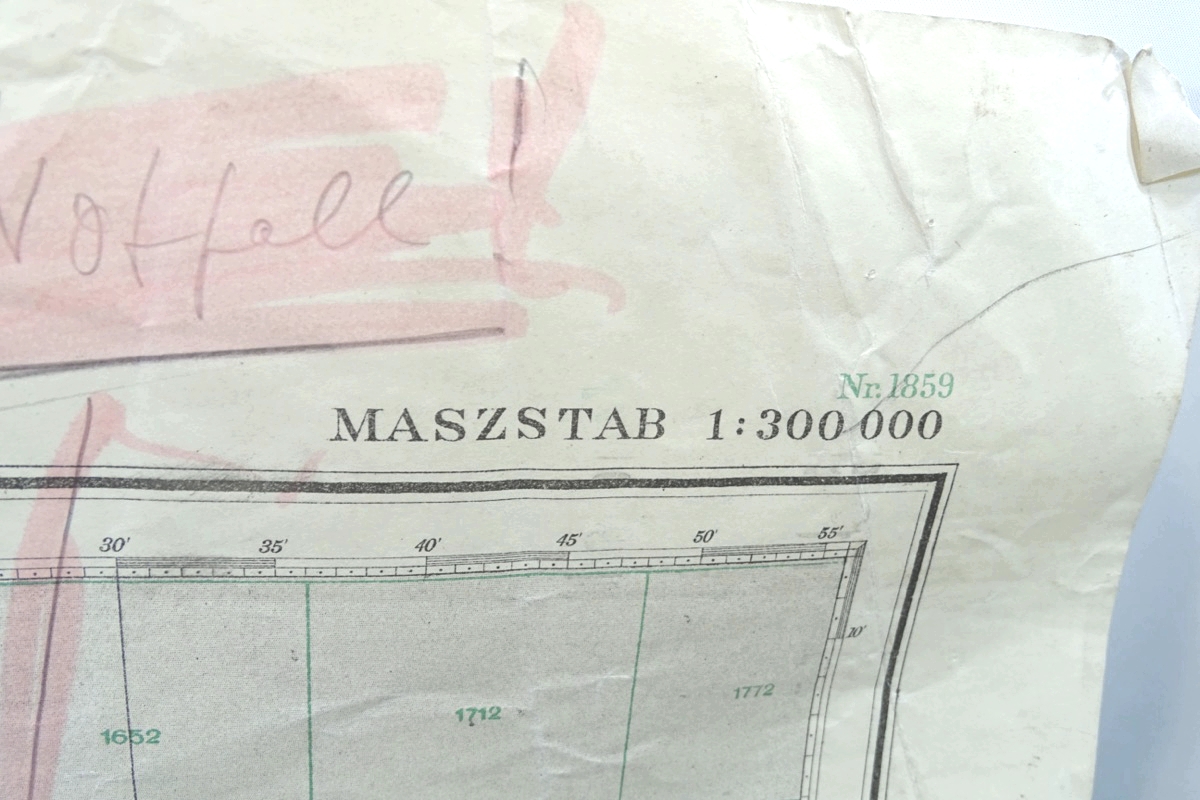 Notfall !
Nr. 1859
MASZSTAB 1:300 000
30' 35' 40' 45' 50' 55'
10'
1772
1712
1652